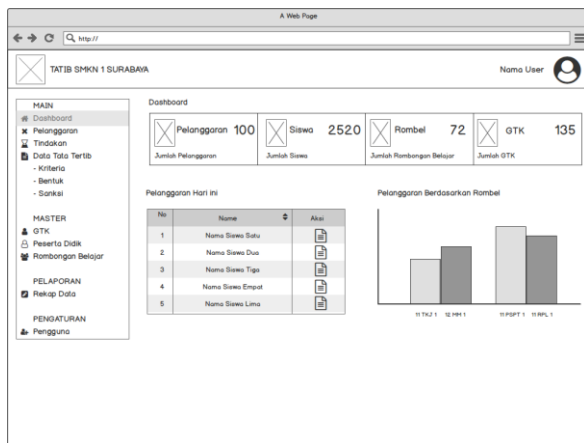 A Web Page
http://
TATIB SMKN 1 SURABAYA
Nama User
MAIN
Dashboard
Pelanggaran
Tindakan
Data Tata Tertib
- Kriteria
- Bentuk
- Sanksi
MASTER
GTK
Peserta Didik
Rombongan Belajar
PELAPORAN
Rekap Data
PENGATURAN
Pengguna
Dashboard
Pelanggaran 100
Jumlah Pelanggaran
Siswa 2520
Jumlah Siswa
Rombel 72
Jumlah Rombongan Belajar
GTK 135
Jumlah GTK
Pelanggaran Hari ini
No Name Aksi
1 Nama Siswa Satu
2 Nama Siswa Dua
3 Nama Siswa Tiga
4 Nama Siswa Empat
5 Nama Siswa Lima
Pelanggaran Berdasarkan Rombel
11 TKJ 1 12 MM 1 11 PSPT 1 11 RPL 1